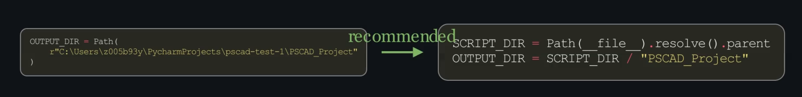 OUTPUT_DIR = Path(
    r"C:\Users\z005b93y\PycharmProjects\pscad-test-1\PSCAD_Project"
)
recommended
SCRIPT_DIR = Path(__file__).resolve().parent
OUTPUT_DIR = SCRIPT_DIR / "PSCAD_Project"